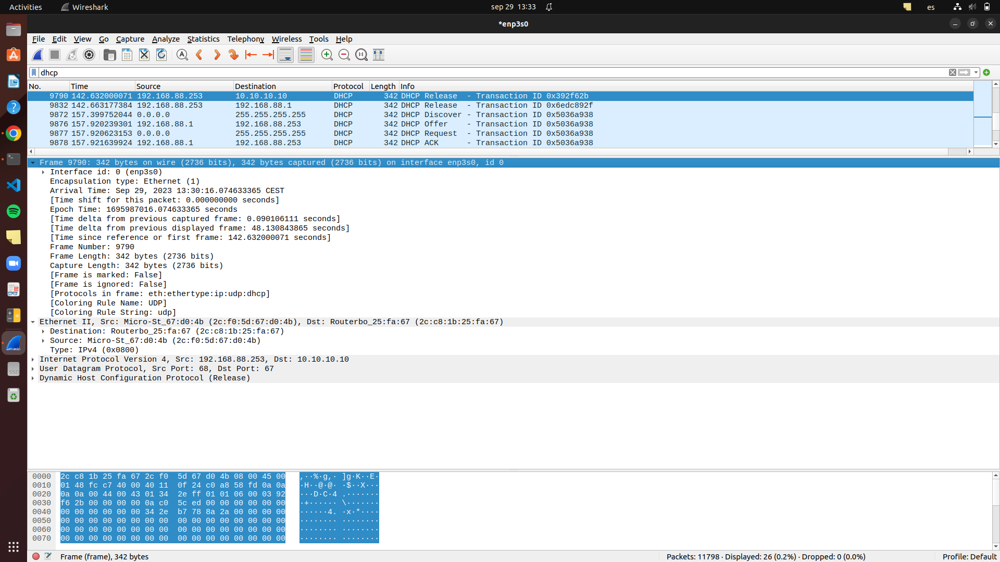 Activities Wireshark sep 29 13:33 es
*enp3s0
File Edit View Go Capture Analyze Statistics Telephony Wireless Tools Help
dhcp
No. Time Source Destination Protocol Length Info
9790 142.632000071 192.168.88.253 10.10.10.10 DHCP 342 DHCP Release - Transaction ID 0x392f62b
9832 142.663177384 192.168.88.253 192.168.88.1 DHCP 342 DHCP Release - Transaction ID 0x6edc892f
9872 157.399752044 0.0.0.0 255.255.255.255 DHCP 342 DHCP Discover - Transaction ID 0x5036a938
9876 157.920239301 192.168.88.1 192.168.88.253 DHCP 342 DHCP Offer - Transaction ID 0x5036a938
9877 157.920623153 0.0.0.0 255.255.255.255 DHCP 342 DHCP Request - Transaction ID 0x5036a938
9878 157.921639924 192.168.88.1 192.168.88.253 DHCP 342 DHCP ACK - Transaction ID 0x5036a938
Frame 9790: 342 bytes on wire (2736 bits), 342 bytes captured (2736 bits) on interface enp3s0, id 0
Interface id: 0 (enp3s0)
Encapsulation type: Ethernet (1)
Arrival Time: Sep 29, 2023 13:30:16.074633365 CEST
[Time shift for this packet: 0.000000000 seconds]
Epoch Time: 1695987016.074633365 seconds
[Time delta from previous captured frame: 0.090106111 seconds]
[Time delta from previous displayed frame: 48.130843865 seconds]
[Time since reference or first frame: 142.632000071 seconds]
Frame Number: 9790
Frame Length: 342 bytes (2736 bits)
Capture Length: 342 bytes (2736 bits)
[Frame is marked: False]
[Frame is ignored: False]
[Protocols in frame: eth:ethertype:ip:udp:dhcp]
[Coloring Rule Name: UDP]
[Coloring Rule String: udp]
Ethernet II, Src: Micro-St_67:d0:4b (2c:f0:5d:67:d0:4b), Dst: Routerbo_25:fa:67 (2c:c8:1b:25:fa:67)
Destination: Routerbo_25:fa:67 (2c:c8:1b:25:fa:67)
Source: Micro-St_67:d0:4b (2c:f0:5d:67:d0:4b)
Type: IPv4 (0x0800)
Internet Protocol Version 4, Src: 192.168.88.253, Dst: 10.10.10.10
User Datagram Protocol, Src Port: 68, Dst Port: 67
Dynamic Host Configuration Protocol (Release)
0000 2c c8 1b 25 fa 67 2c f0 5d 67 d0 4b 08 00 45 00 ,··%·g,· ]g·K··E·
0010 01 48 fc c7 40 00 40 11 0f 24 c0 a8 58 fd 0a 0a ·H··@·@· ·$··X···
0020 0a 0a 00 44 00 43 01 34 2e ff 01 01 06 00 03 92 ···D·C·4 .·······
0030 f6 2b 00 00 00 00 0a c0 5c ed 00 00 00 00 00 00 ·+······ \·······
0040 00 00 00 00 00 00 34 2e b7 78 8a 2a 00 00 00 00 ······4. ·x·*····
0050 00 00 00 00 00 00 00 00 00 00 00 00 00 00 00 00 ········ ········
0060 00 00 00 00 00 00 00 00 00 00 00 00 00 00 00 00 ········ ········
0070 00 00 00 00 00 00 00 00 00 00 00 00 00 00 00 00 ········ ········
Frame (frame), 342 bytes Packets: 11798 · Displayed: 26 (0.2%) · Dropped: 0 (0.0%) Profile: Default